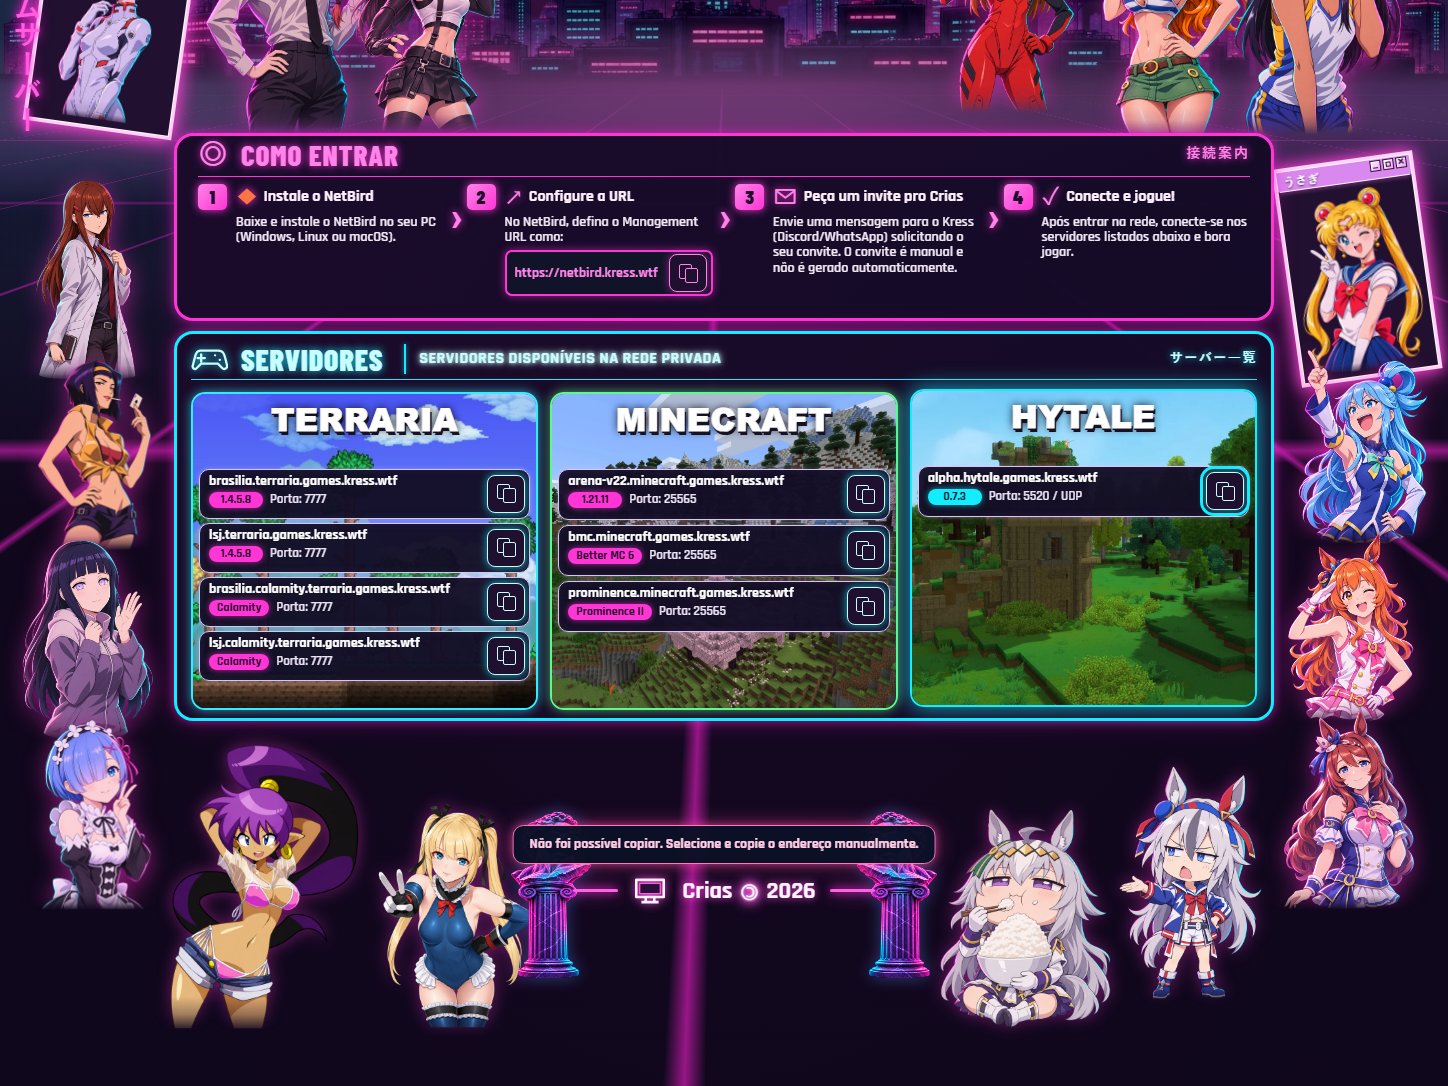 ムサーバー
COMO ENTRAR
接続案内
1
Instale o NetBird
Baixe e instale o NetBird no seu PC
(Windows, Linux ou macOS).
2
Configure a URL
No NetBird, defina o Management
URL como:
https://netbird.kress.wtf
3
Peça um invite pro Crias
Envie uma mensagem para o Kress
(Discord/WhatsApp) solicitando o
seu convite. O convite é manual e
não é gerado automaticamente.
4
Conecte e jogue!
Após entrar na rede, conecte-se nos
servidores listados abaixo e bora
jogar.
うさぎ
SERVIDORES
SERVIDORES DISPONÍVEIS NA REDE PRIVADA
サーバー一覧
TERRARIA
brasilia.terraria.games.kress.wtf
1.4.5.8 Porta: 7777
lsj.terraria.games.kress.wtf
1.4.5.8 Porta: 7777
brasilia.calamity.terraria.games.kress.wtf
Calamity Porta: 7777
lsj.calamity.terraria.games.kress.wtf
Calamity Porta: 7777
MINECRAFT
arena-v22.minecraft.games.kress.wtf
1.21.11 Porta: 25565
bmc.minecraft.games.kress.wtf
Better MC 6 Porta: 25565
prominence.minecraft.games.kress.wtf
Prominence II Porta: 25565
HYTALE
alpha.hytale.games.kress.wtf
0.7.3 Porta: 5520 / UDP
Não foi possível copiar. Selecione e copie o endereço manualmente.
Crias 2026